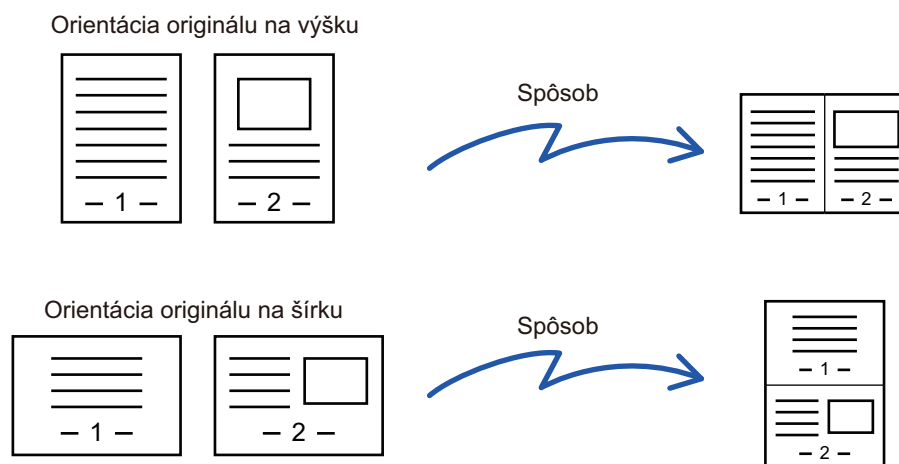 Orientácia originálu na výšku
Spôsob
– 1 –
– 2 –
– 1 –
– 2 –
Orientácia originálu na šírku
Spôsob
– 1 –
– 2 –
– 1 –
– 2 –